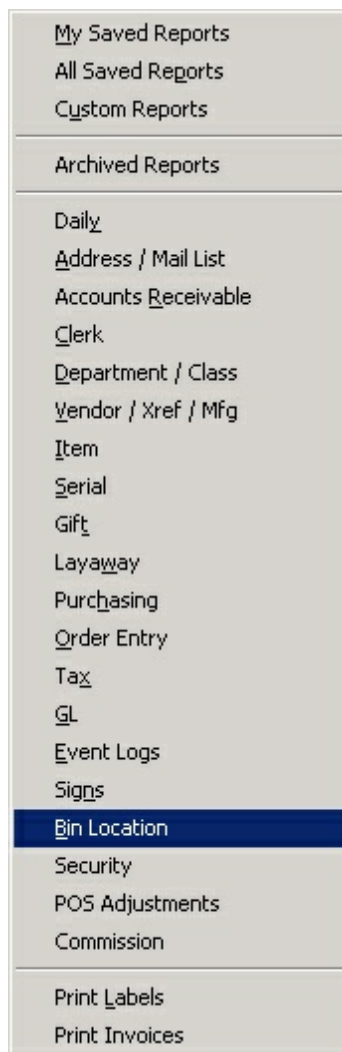 My Saved Reports
All Saved Reports
Custom Reports
Archived Reports
Daily
Address / Mail List
Accounts Receivable
Clerk
Department / Class
Vendor / Xref / Mfg
Item
Serial
Gift
Layaway
Purchasing
Order Entry
Tax
GL
Event Logs
Signs
Bin Location
Security
POS Adjustments
Commission
Print Labels
Print Invoices